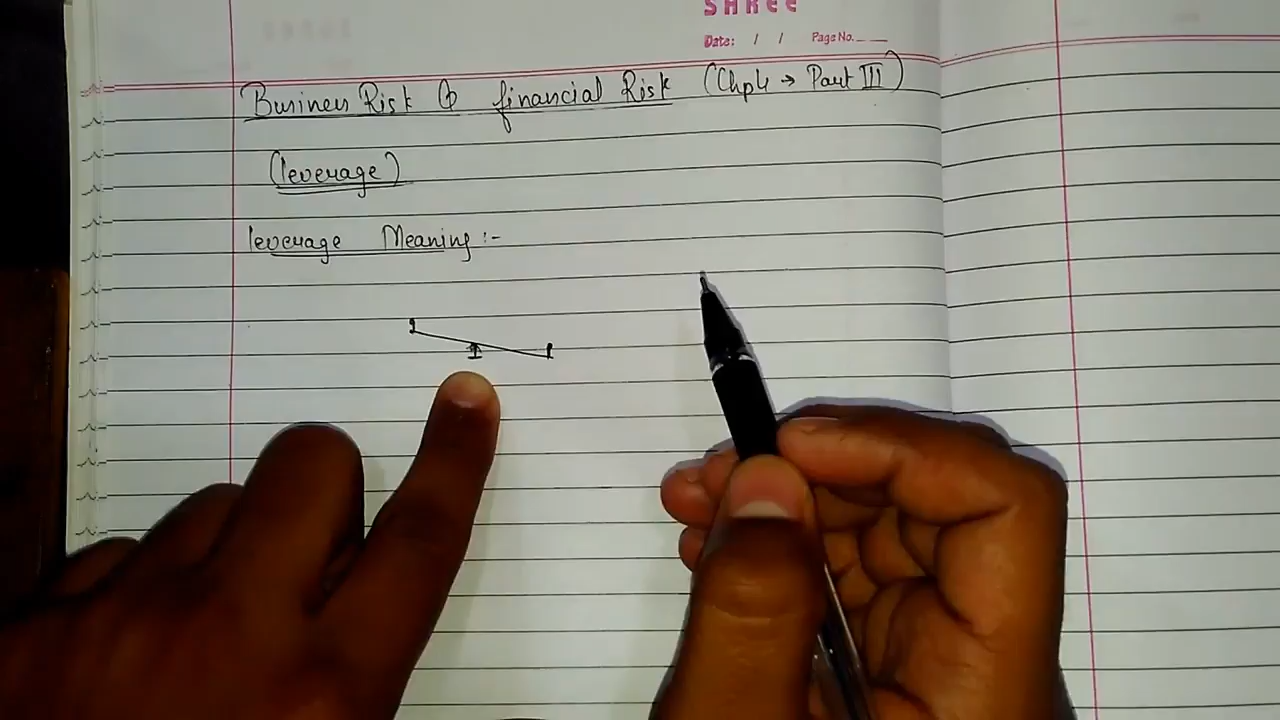 SHREE
Date: / / Page No.
Business Risk & financial Risk (Chp4 → Part III)
(leverage)
leverage Meaning :-